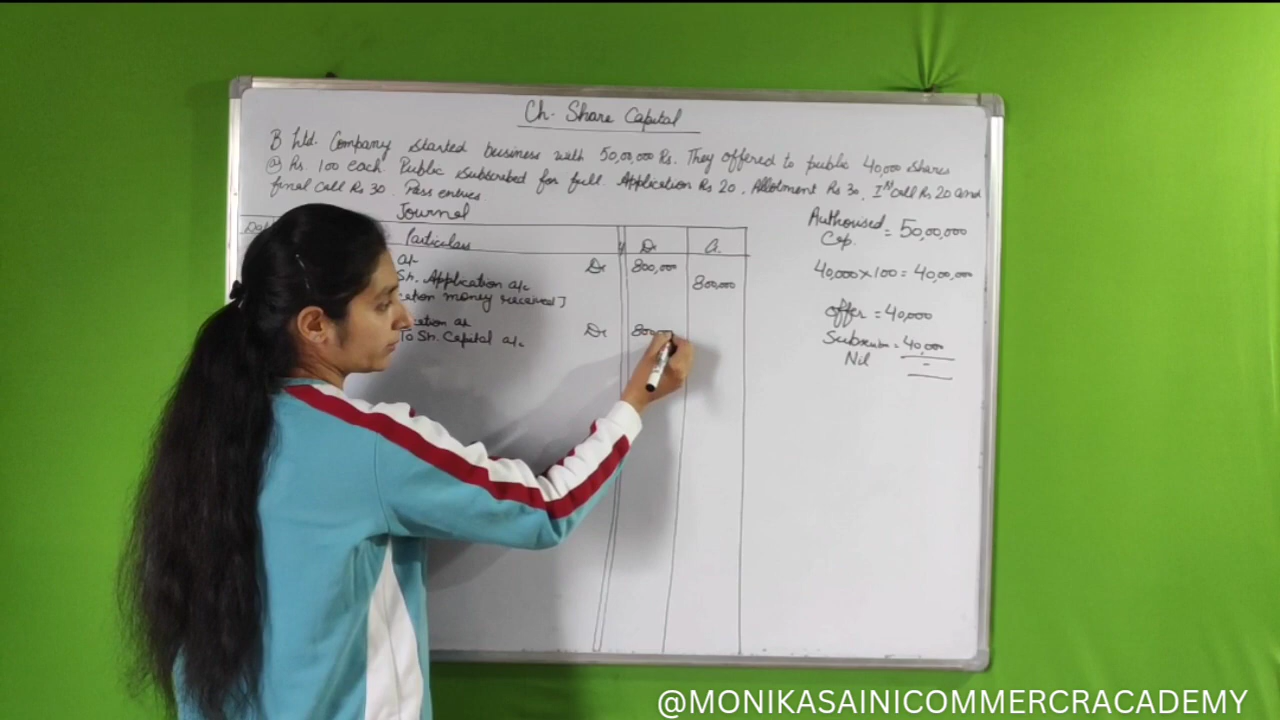 Ch. Share Capital
B Ltd. Company started business with 50,00,000 Rs. They offered to public 40,000 shares
@ Rs. 100 each. Public subscribed for full. Application Rs 20, Allotment Rs 30, Ist Call Rs 20 and
final call Rs 30. Pass entries
Journal
Particulars Dr.
a/c Dr 800,000
Sh. Application a/c 800,000
money received]
a/c Dr
To Sh. Capital a/c
Authorised
Cap. = 50,00,000
40,000 x 100 = 40,00,000
offer = 40,000
= 40,000
Nil -
@MONIKASAINICOMMERCRACADEMY